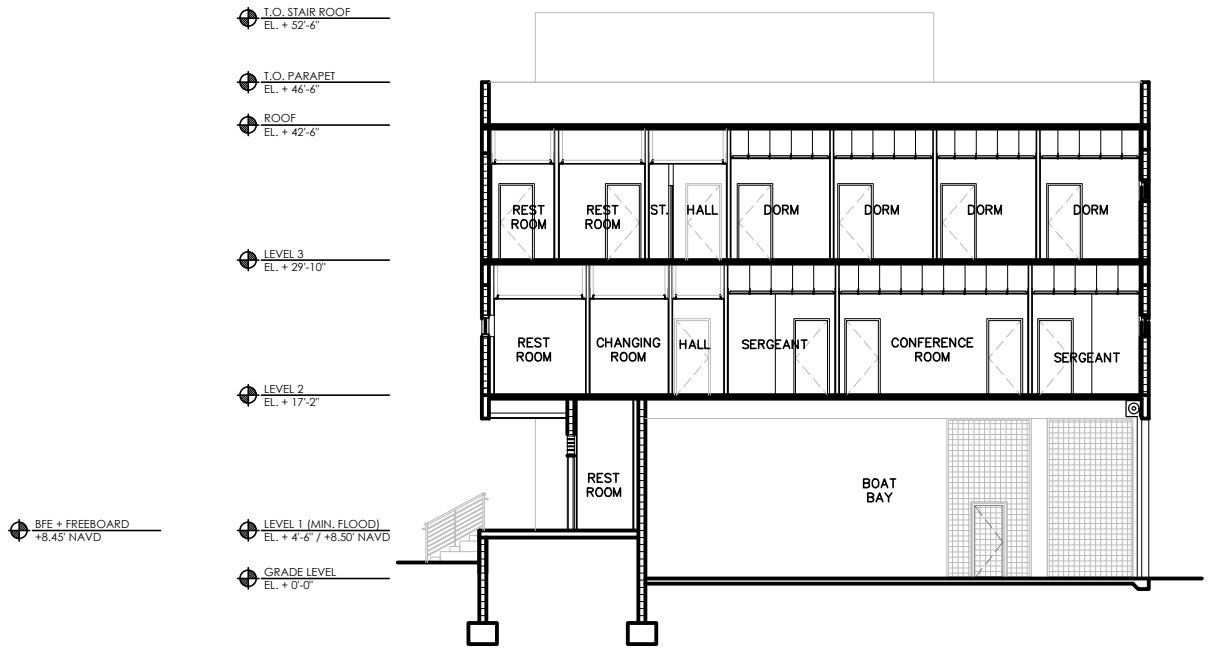 T.O. STAIR ROOF
EL. + 52'-6"
T.O. PARAPET
EL. + 46'-6"
ROOF
EL. + 42'-6"
REST
ROOM
REST
ROOM
ST.
HALL
DORM
DORM
DORM
DORM
LEVEL 3
EL. + 29'-10"
REST
ROOM
CHANGING
ROOM
HALL
SERGEANT
CONFERENCE
ROOM
SERGEANT
LEVEL 2
EL. + 17'-2"
REST
ROOM
BOAT
BAY
BFE + FREEBOARD
+8.45' NAVD
LEVEL 1 (MIN. FLOOD)
EL. + 4'-6" / +8.50' NAVD
GRADE LEVEL
EL. + 0'-0"